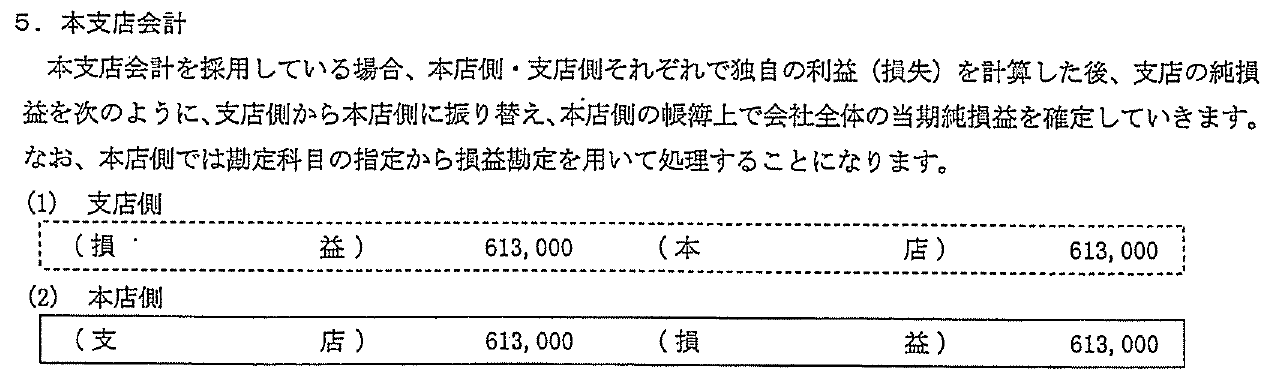 5．本支店会計
本支店会計を採用している場合、本店側・支店側それぞれで独自の利益（損失）を計算した後、支店の純損
益を次のように、支店側から本店側に振り替え、本店側の帳簿上で会社全体の当期純損益を確定していきます。
なお、本店側では勘定科目の指定から損益勘定を用いて処理することになります。
(1)　支店側
（損　益）　613,000　（本　店）　613,000
(2)　本店側
（支　店）　613,000　（損　益）　613,000